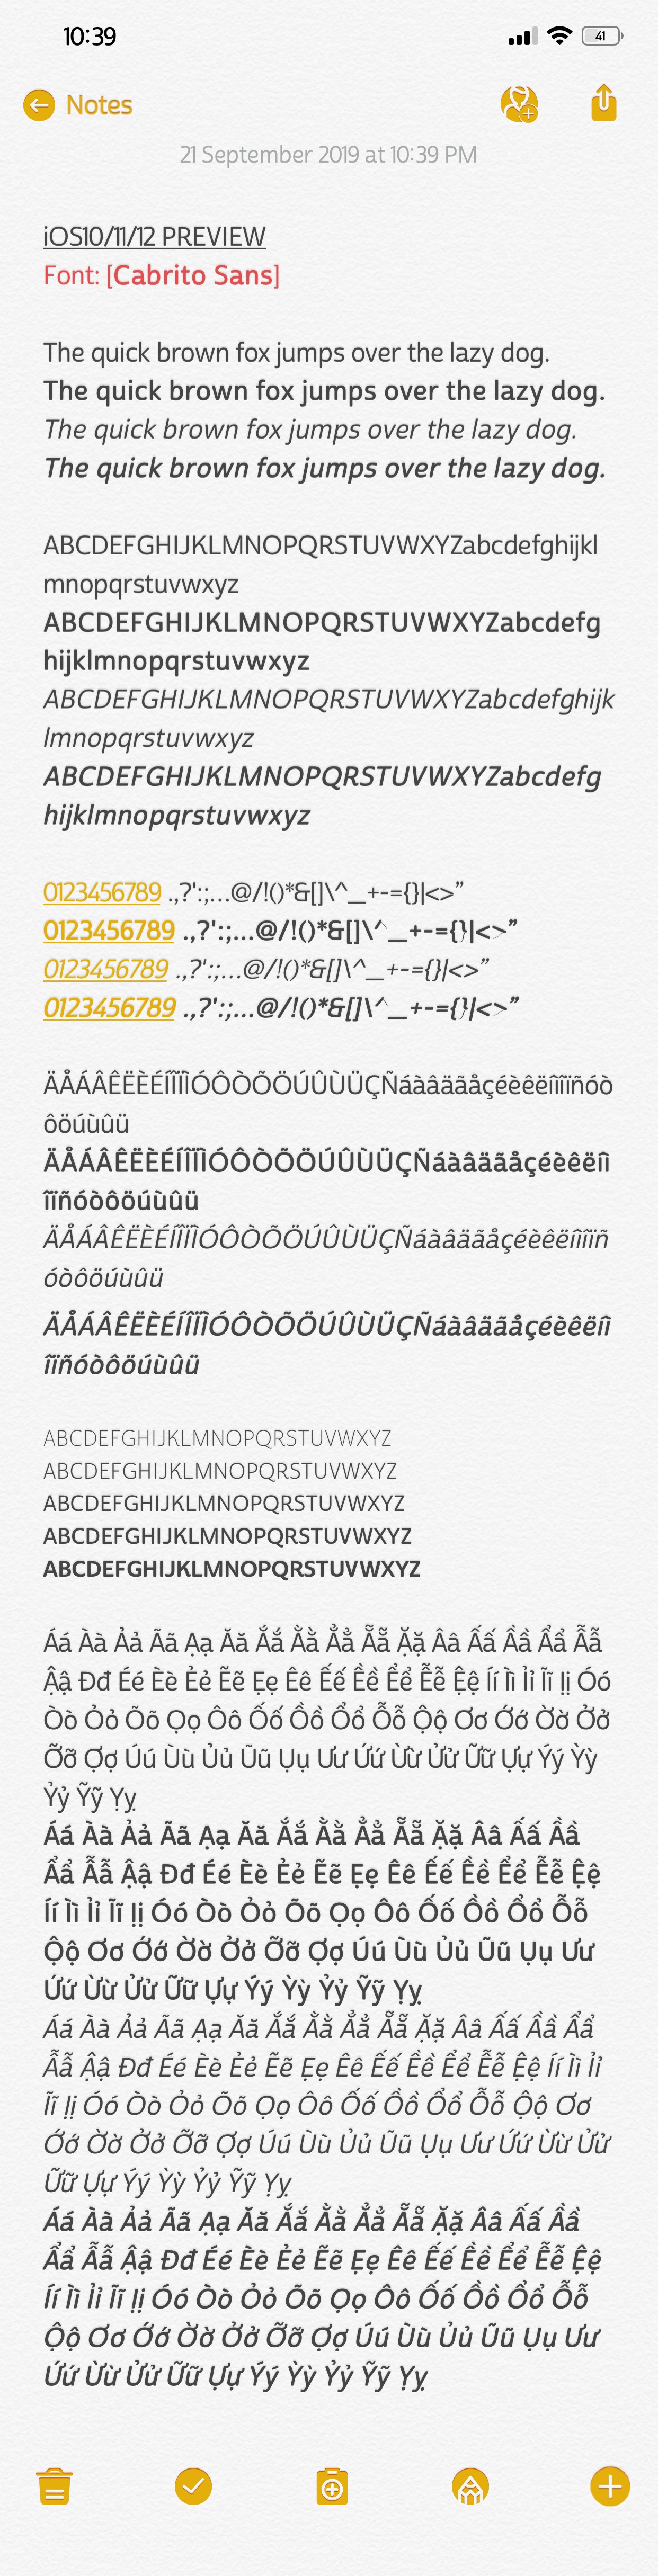 10:39
41
Notes
21 September 2019 at 10:39 PM
iOS10/11/12 PREVIEW
Font: [Cabrito Sans]
The quick brown fox jumps over the lazy dog.
The quick brown fox jumps over the lazy dog.
The quick brown fox jumps over the lazy dog.
The quick brown fox jumps over the lazy dog.
ABCDEFGHIJKLMNOPQRSTUVWXYZabcdefghijkl
mnopqrstuvwxyz
ABCDEFGHIJKLMNOPQRSTUVWXYZabcdefg
hijklmnopqrstuvwxyz
ABCDEFGHIJKLMNOPQRSTUVWXYZabcdefghijk
lmnopqrstuvwxyz
ABCDEFGHIJKLMNOPQRSTUVWXYZabcdefg
hijklmnopqrstuvwxyz
0123456789 .,?':;...@/!()*&[]\^_+-={}|<>”
0123456789 .,?':;...@/!()*&[]\^_+-={}|<>”
0123456789 .,?':;...@/!()*&[]\^_+-={}|<>”
0123456789 .,?':;...@/!()*&[]\^_+-={}|<>”
ÄÅÁÂÊËÈÉÍÎÏÌÓÔÒÕÖÚÛÙÜÇÑáàâäãåçéèêëíìîïñóò
ôöúùûü
ÄÅÁÂÊËÈÉÍÎÏÌÓÔÒÕÖÚÛÙÜÇÑáàâäãåçéèêëíì
îïñóòôöúùûü
ÄÅÁÂÊËÈÉÍÎÏÌÓÔÒÕÖÚÛÙÜÇÑáàâäãåçéèêëíìîïñ
óòôöúùûü
ÄÅÁÂÊËÈÉÍÎÏÌÓÔÒÕÖÚÛÙÜÇÑáàâäãåçéèêëíì
îïñóòôöúùûü
ABCDEFGHIJKLMNOPQRSTUVWXYZ
ABCDEFGHIJKLMNOPQRSTUVWXYZ
ABCDEFGHIJKLMNOPQRSTUVWXYZ
ABCDEFGHIJKLMNOPQRSTUVWXYZ
ABCDEFGHIJKLMNOPQRSTUVWXYZ
Áá Àà Ảả Ãã Ạạ Ăă Ắắ Ằằ Ẳẳ Ẵẵ Ặặ Ââ Ấấ Ầầ Ẩẩ Ẫẫ
Ậậ Đđ Éé Èè Ẻẻ Ẽẽ Ẹẹ Êê Ếế Ềề Ểể Ễễ Ệệ Íí Ìì Ỉỉ Ĩĩ Ịị Óó
Òò Ỏỏ Õõ Ọọ Ôô Ốố Ồồ Ổổ Ỗỗ Ộộ Ơơ Ớớ Ờờ Ởở
Ỡỡ Ợợ Úú Ùù Ủủ Ũũ Ụụ Ưư Ứứ Ừừ Ửử Ữữ Ựự Ýý Ỳỳ
Ỷỷ Ỹỹ Ỵỵ
Áá Àà Ảả Ãã Ạạ Ăă Ắắ Ằằ Ẳẳ Ẵẵ Ặặ Ââ Ấấ Ầầ
Ẩẩ Ẫẫ Ậậ Đđ Éé Èè Ẻẻ Ẽẽ Ẹẹ Êê Ếế Ềề Ểể Ễễ Ệệ
Íí Ìì Ỉỉ Ĩĩ Ịị Óó Òò Ỏỏ Õõ Ọọ Ôô Ốố Ồồ Ổổ Ỗỗ
Ộộ Ơơ Ớớ Ờờ Ởở Ỡỡ Ợợ Úú Ùù Ủủ Ũũ Ụụ Ưư
Ứứ Ừừ Ửử Ữữ Ựự Ýý Ỳỳ Ỷỷ Ỹỹ Ỵỵ
Áá Àà Ảả Ãã Ạạ Ăă Ắắ Ằằ Ẳẳ Ẵẵ Ặặ Ââ Ấấ Ầầ Ẩẩ
Ẫẫ Ậậ Đđ Éé Èè Ẻẻ Ẽẽ Ẹẹ Êê Ếế Ềề Ểể Ễễ Ệệ Íí Ìì Ỉỉ
Ĩĩ Ịị Óó Òò Ỏỏ Õõ Ọọ Ôô Ốố Ồồ Ổổ Ỗỗ Ộộ Ơơ
Ớớ Ờờ Ởở Ỡỡ Ợợ Úú Ùù Ủủ Ũũ Ụụ Ưư Ứứ Ừừ Ửử
Ữữ Ựự Ýý Ỳỳ Ỷỷ Ỹỹ Ỵỵ
Áá Àà Ảả Ãã Ạạ Ăă Ắắ Ằằ Ẳẳ Ẵẵ Ặặ Ââ Ấấ Ầầ
Ẩẩ Ẫẫ Ậậ Đđ Éé Èè Ẻẻ Ẽẽ Ẹẹ Êê Ếế Ềề Ểể Ễễ Ệệ
Íí Ìì Ỉỉ Ĩĩ Ịị Óó Òò Ỏỏ Õõ Ọọ Ôô Ốố Ồồ Ổổ Ỗỗ
Ộộ Ơơ Ớớ Ờờ Ởở Ỡỡ Ợợ Úú Ùù Ủủ Ũũ Ụụ Ưư
Ứứ Ừừ Ửử Ữữ Ựự Ýý Ỳỳ Ỷỷ Ỹỹ Ỵỵ